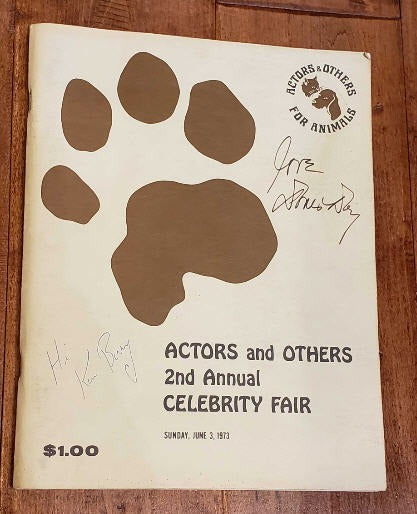 ACTORS & OTHERS
FOR ANIMALS
Love
Doris Day
Hi
Ken Berry
ACTORS and OTHERS
2nd Annual
CELEBRITY FAIR
SUNDAY, JUNE 3, 1973
$1.00